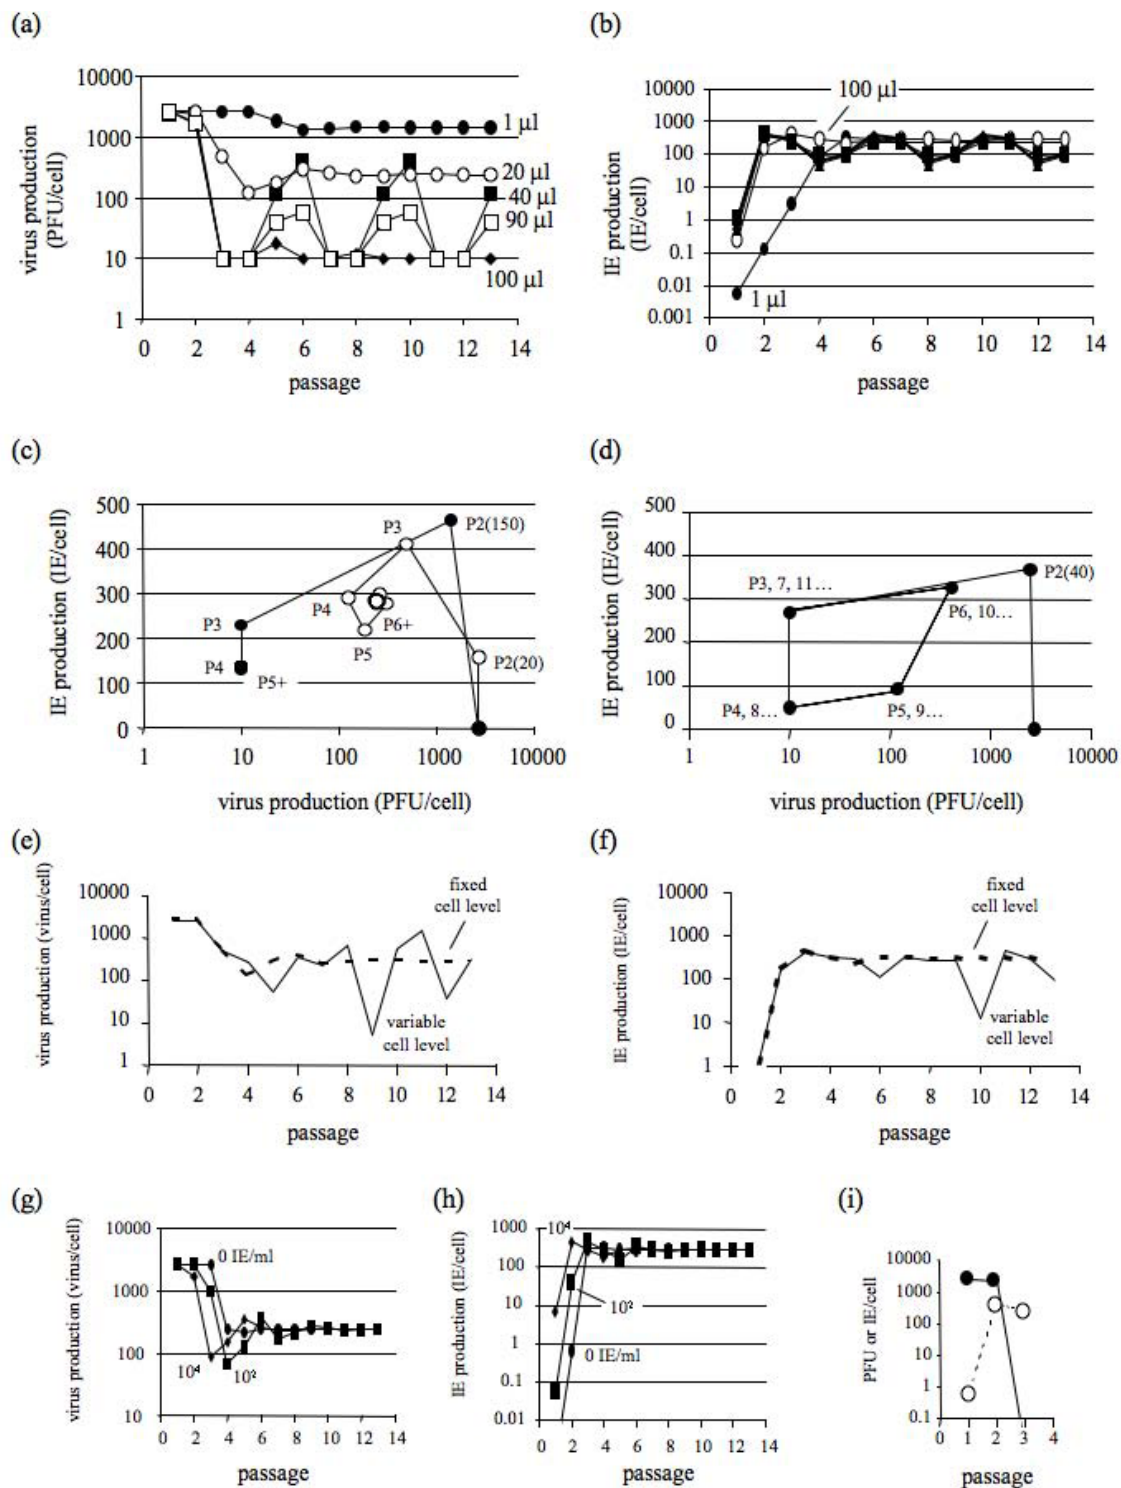 (a)
virus production
(PFU/cell)
10000
1000
100
10
1
0 2 4 6 8 10 12 14
passage
1 µl
20 µl
40 µl
90 µl
100 µl
(b)
IE production
(IE/cell)
10000
1000
100
10
1
0.1
0.01
0.001
0 2 4 6 8 10 12 14
passage
100 µl
1 µl
(c)
IE production (IE/cell)
500
400
300
200
100
0
1 10 100 1000 10000
virus production (PFU/cell)
P3
P2(150)
P4
P3
P6+
P5
P2(20)
P4
P5+
(d)
IE production (IE/cell)
500
400
300
200
100
0
1 10 100 1000 10000
virus production (PFU/cell)
P2(40)
P3, 7, 11...
P6, 10...
P4, 8...
P5, 9...
(e)
virus production (virus/cell)
10000
1000
100
10
1
0 2 4 6 8 10 12 14
passage
fixed
cell level
variable
cell level
(f)
IE production (IE/cell)
10000
1000
100
10
1
0 2 4 6 8 10 12 14
passage
fixed
cell level
variable
cell level
(g)
virus production (virus/cell)
10000
1000
100
10
0 2 4 6 8 10 12 14
passage
0 IE/ml
10⁴
10²
(h)
IE production (IE/cell)
1000
100
10
1
0.1
0.01
0 2 4 6 8 10 12 14
passage
10⁴
10²
0 IE/ml
(i)
PFU or IE/cell
10000
1000
100
10
1
0.1
0 1 2 3 4
passage